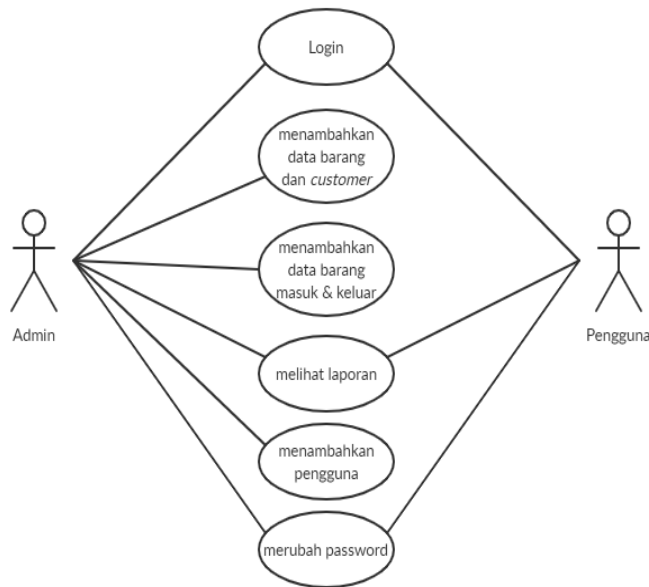 Login
menambahkan
data barang
dan customer
menambahkan
data barang
masuk & keluar
Admin
Pengguna
melihat laporan
menambahkan
pengguna
merubah password